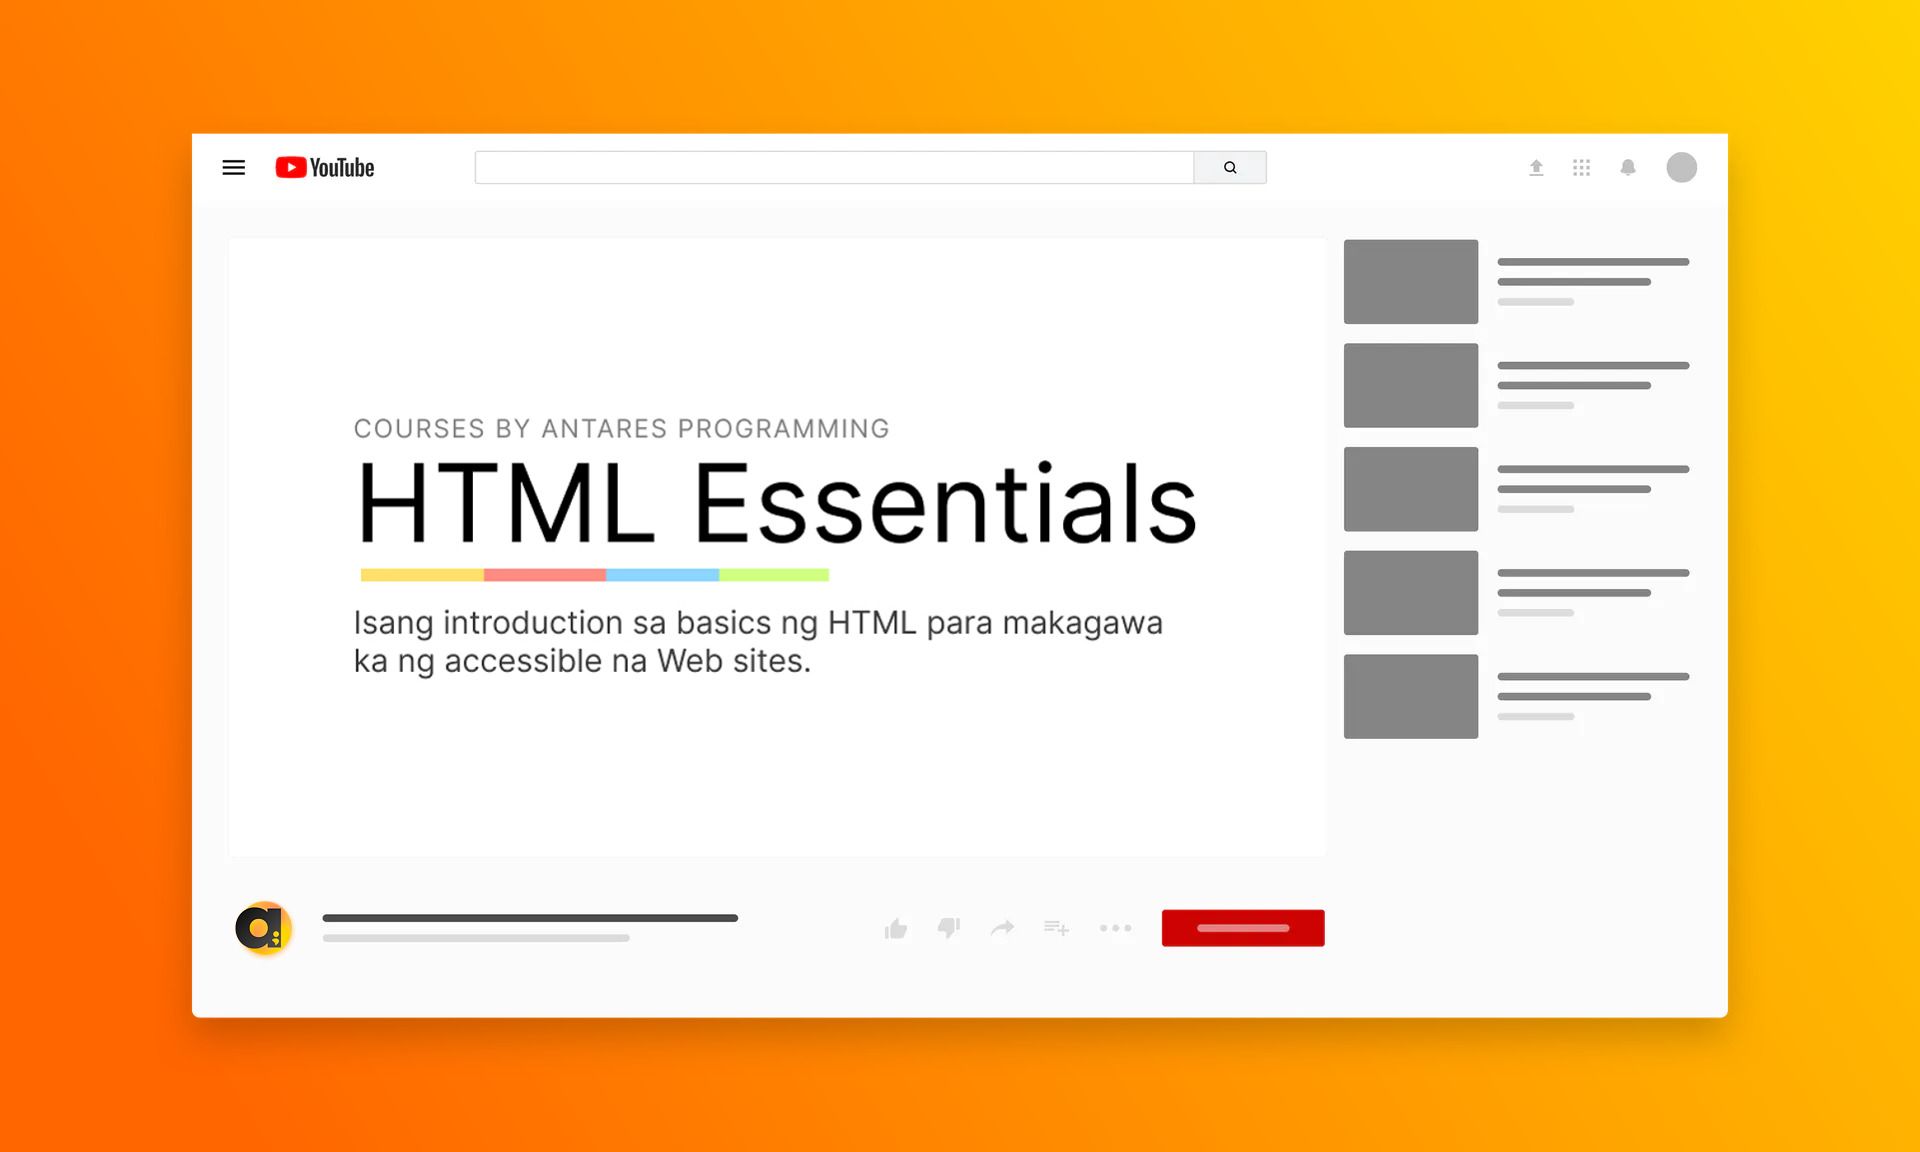 YouTube
COURSES BY ANTARES PROGRAMMING
HTML Essentials
Isang introduction sa basics ng HTML para makagawa
ka ng accessible na Web sites.